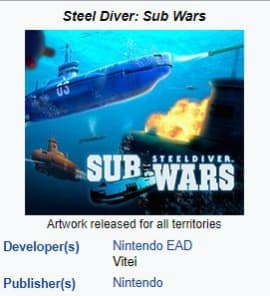 Steel Diver: Sub Wars
03
STEELDIVER.
SUB WARS
Artwork released for all territories
Developer(s) Nintendo EAD
Vitei
Publisher(s) Nintendo